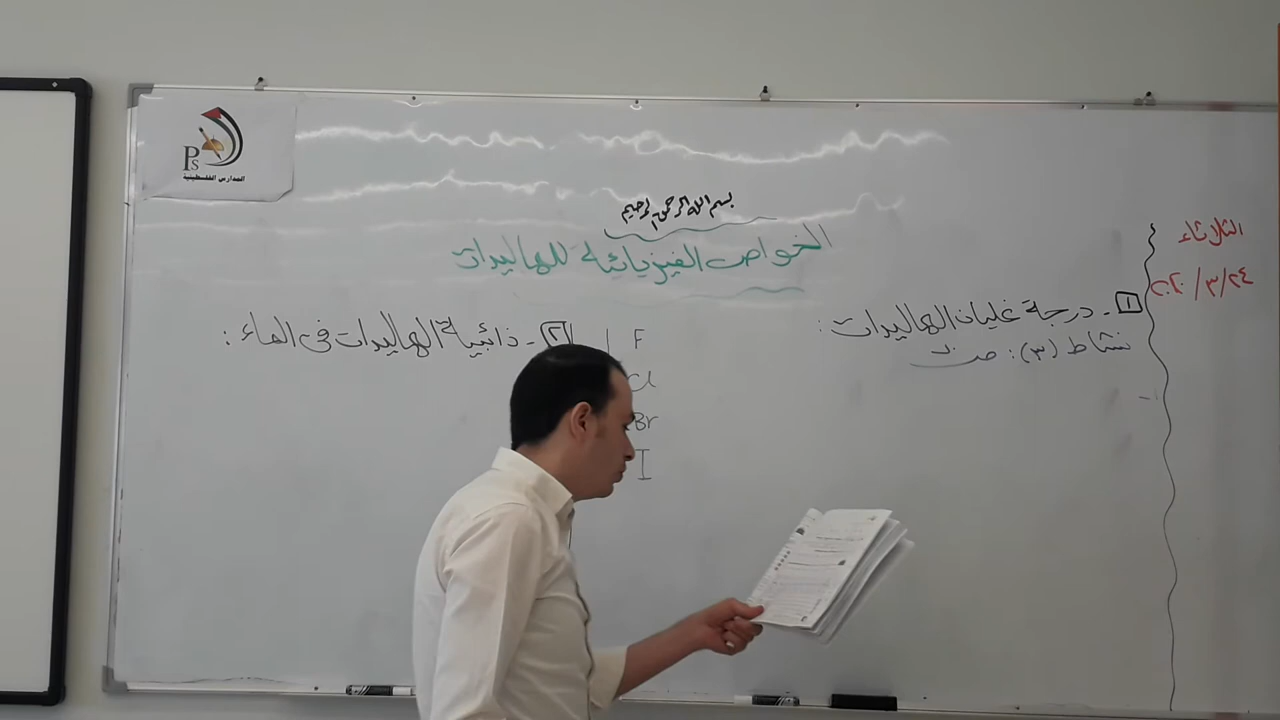 بسم الله الرحمن الرحيم
الخواص الفيزيائية للهاليدات
الثلاثاء
٢٠٢٠/٣/٢٤
١- درجة غليان الهاليدات:
نشاط (٣): ص
F
Cl
Br
I
٢- ذائبية الهاليدات في الماء:
Ps
المدارس الفلسطينية